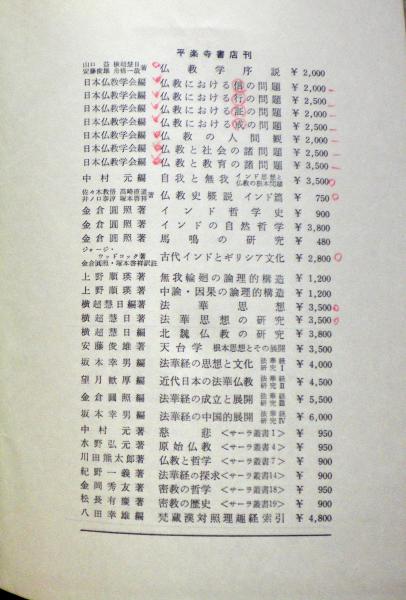 平楽寺書店刊
山口益 横超慧日 安藤俊雄 舟橋一哉 著 仏教学序説 ¥ 2,000
日本仏教学会編 仏教における信の問題 ¥ 2,000
日本仏教学会編 仏教における行の問題 ¥ 2,500
日本仏教学会編 仏教における証の問題 ¥ 2,000
日本仏教学会編 仏教における戒の問題 ¥ 2,500
日本仏教学会編 仏教の人間観 ¥ 2,000
日本仏教学会編 仏教と社会の諸問題 ¥ 2,500
日本仏教学会編 仏教と教育の諸問題 ¥ 3,500
中村元編 自我と無我 インド思想と仏教の根本問題 ¥ 3,500
佐々木教悟 高崎直道 井ノ口泰淳 塚本啓祥 著 仏教史概説 インド篇 ¥ 750
金倉圓照著 インド哲学史 ¥ 900
金倉圓照著 インドの自然哲学 ¥ 3,800
金倉圓照著 馬鳴の研究 ¥ 480
ジョージ・ウッドコック著 金倉圓照・塚本啓祥訳註 古代インドとギリシア文化 ¥ 2,800
上野順瑛著 無我輪廻の論理的構造 ¥ 1,200
上野順瑛著 中論・因果の論理的構造 ¥ 1,200
横超慧日編著 法華思想 ¥ 3,500
横超慧日著 法華思想の研究 ¥ 3,500
横超慧日著 北魏仏教の研究 ¥ 3,800
安藤俊雄著 天台学 根本思想とその展開 ¥ 3,500
坂本幸男編 法華経の思想と文化 法華経研究Ⅰ ¥ 4,000
望月歓厚編 近代日本の法華仏教 法華経研究Ⅱ ¥ 4,500
金倉圓照編 法華経の成立と展開 法華経研究Ⅲ ¥ 5,500
坂本幸男編 法華経の中国的展開 法華経研究Ⅳ ¥ 6,000
中村元著 慈悲 <サーラ叢書1> ¥ 950
水野弘元著 原始仏教 <サーラ叢書4> ¥ 950
川田熊太郎著 仏教と哲学 <サーラ叢書7> ¥ 900
紀野一義著 法華経の探求 <サーラ叢書14> ¥ 900
金岡秀友著 密教の哲学 <サーラ叢書18> ¥ 950
松長有慶著 密教の歴史 <サーラ叢書19> ¥ 950
八田幸雄編 梵蔵漢対照理趣経索引 ¥ 4,800